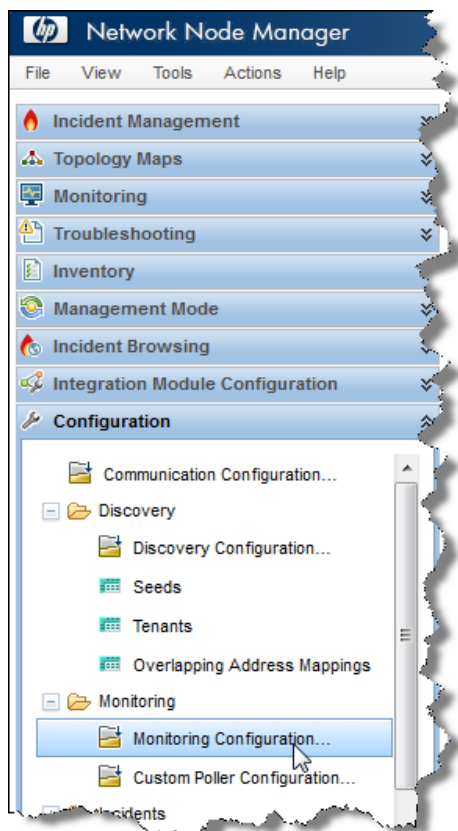 hp Network Node Manager
File View Tools Actions Help
Incident Management
Topology Maps
Monitoring
Troubleshooting
Inventory
Management Mode
Incident Browsing
Integration Module Configuration
Configuration
Communication Configuration...
Discovery
Discovery Configuration...
Seeds
Tenants
Overlapping Address Mappings
Monitoring
Monitoring Configuration...
Custom Poller Configuration...
Incidents